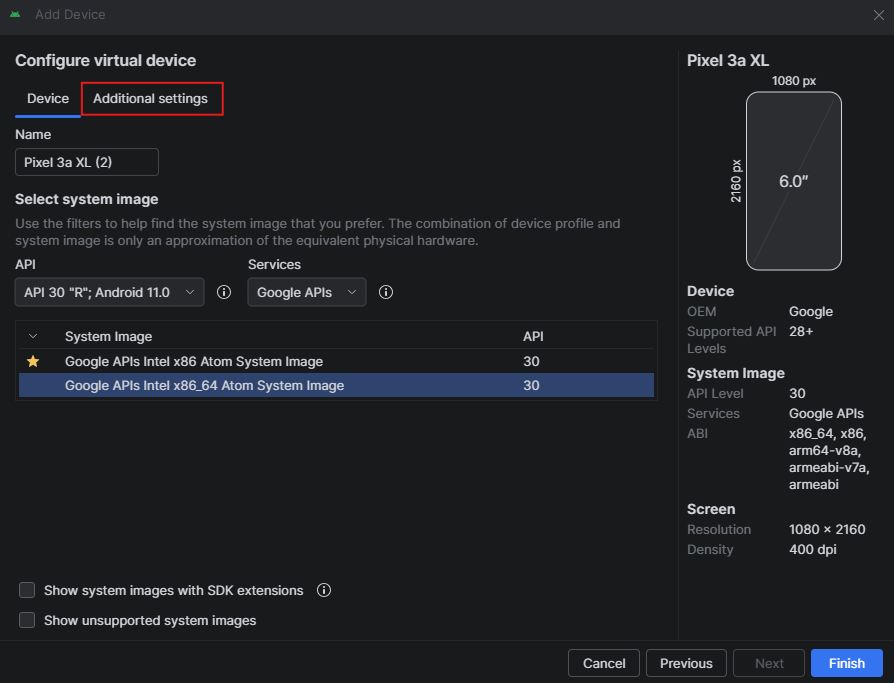 Add Device
Configure virtual device
Device
Additional settings
Name
Pixel 3a XL (2)
Select system image
Use the filters to help find the system image that you prefer. The combination of device profile and
system image is only an approximation of the equivalent physical hardware.
API
Services
API 30 "R"; Android 11.0
Google APIs
System Image
API
Google APIs Intel x86 Atom System Image
30
Google APIs Intel x86_64 Atom System Image
30
Show system images with SDK extensions
Show unsupported system images
Pixel 3a XL
1080 px
2160 px
6.0″
Device
OEM
Google
Supported API
Levels
28+
System Image
API Level
30
Services
Google APIs
ABI
x86_64, x86,
arm64-v8a,
armeabi-v7a,
armeabi
Screen
Resolution
1080 × 2160
Density
400 dpi
Cancel
Previous
Next
Finish